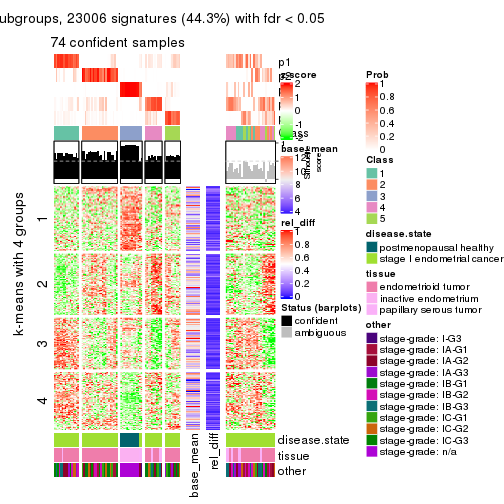 ubgroups, 23006 signatures (44.3%) with fdr < 0.05
74 confident samples
p1
p2
z-score
2
1
0
-1
-2
Class
base_mean
12
10
8
6
4
rel_diff
1
0.8
0.6
0.4
0.2
0
Status (barplots)
confident
ambiguous
Silhouette
score
k-means with 4 groups
1
2
3
4
base_mean
rel_diff
disease.state
tissue
other
Prob
1
0.8
0.6
0.4
0.2
0
Class
1
2
3
4
5
disease.state
postmenopausal healthy
stage I endometrial cancer
tissue
endometrioid tumor
inactive endometrium
papillary serous tumor
other
stage-grade: I-G3
stage-grade: IA-G1
stage-grade: IA-G2
stage-grade: IA-G3
stage-grade: IB-G1
stage-grade: IB-G2
stage-grade: IB-G3
stage-grade: IC-G1
stage-grade: IC-G2
stage-grade: IC-G3
stage-grade: n/a